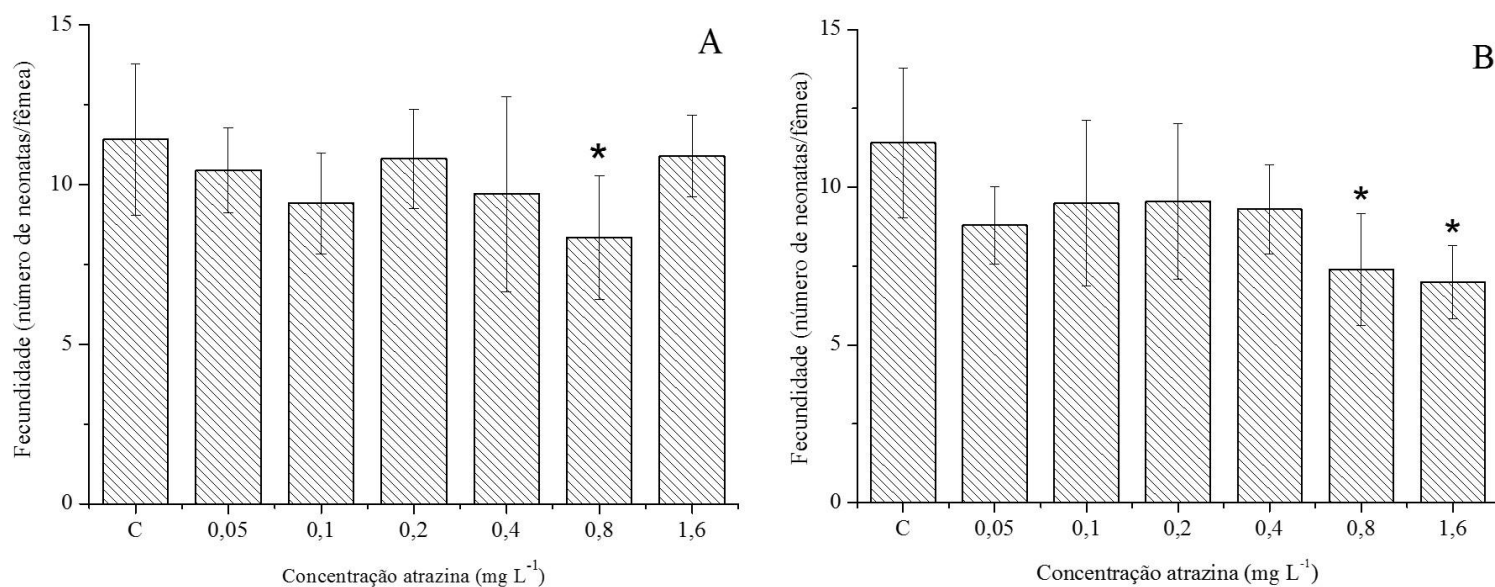 A
Fecundidade (número de neonatas/fêmea)
15
10
5
0
*
C 0,05 0,1 0,2 0,4 0,8 1,6
Concentração atrazina (mg L⁻¹)
B
Fecundidade (número de neonatas/fêmea)
15
10
5
0
*
*
C 0,05 0,1 0,2 0,4 0,8 1,6
Concentração atrazina (mg L⁻¹)